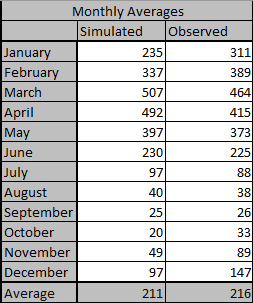 Monthly Averages
Simulated Observed
January 235 311
February 337 389
March 507 464
April 492 415
May 397 373
June 230 225
July 97 88
August 40 38
September 25 26
October 20 33
November 49 89
December 97 147
Average 211 216